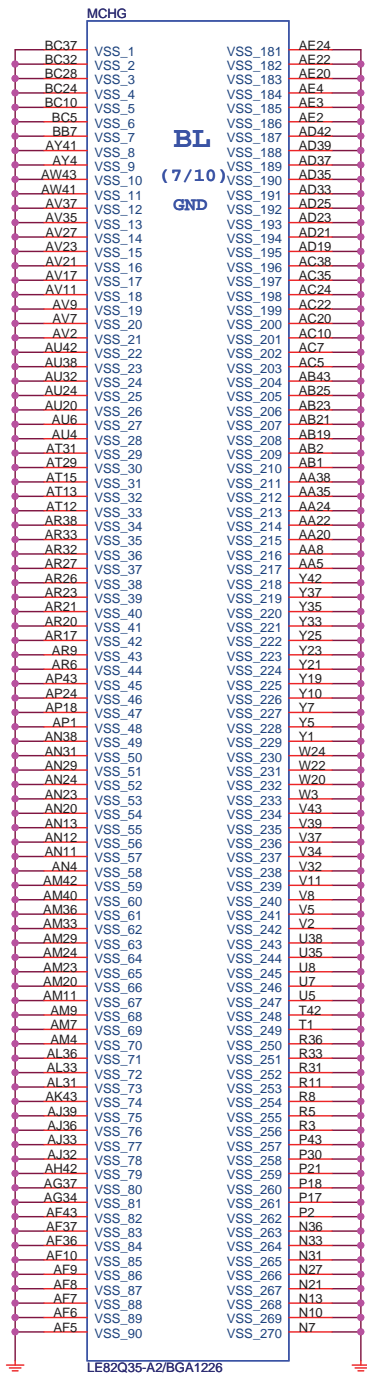 MCHG
BC37 VSS_1 VSS_181 AE24
BC32 VSS_2 VSS_182 AE22
BC28 VSS_3 VSS_183 AE20
BC24 VSS_4 VSS_184 AE4
BC10 VSS_5 VSS_185 AE3
BC5 VSS_6 VSS_186 AE2
BB7 VSS_7 BL VSS_187 AD42
AY41 VSS_8 VSS_188 AD39
AY4 VSS_9 VSS_189 AD37
AW43 VSS_10 (7/10) VSS_190 AD35
AW41 VSS_11 VSS_191 AD33
AV37 VSS_12 GND VSS_192 AD25
AV35 VSS_13 VSS_193 AD23
AV27 VSS_14 VSS_194 AD21
AV23 VSS_15 VSS_195 AD19
AV21 VSS_16 VSS_196 AC38
AV17 VSS_17 VSS_197 AC35
AV11 VSS_18 VSS_198 AC24
AV9 VSS_19 VSS_199 AC22
AV7 VSS_20 VSS_200 AC20
AV2 VSS_21 VSS_201 AC10
AU42 VSS_22 VSS_202 AC7
AU38 VSS_23 VSS_203 AC5
AU32 VSS_24 VSS_204 AB43
AU24 VSS_25 VSS_205 AB25
AU20 VSS_26 VSS_206 AB23
AU6 VSS_27 VSS_207 AB21
AU4 VSS_28 VSS_208 AB19
AT31 VSS_29 VSS_209 AB2
AT29 VSS_30 VSS_210 AB1
AT15 VSS_31 VSS_211 AA38
AT13 VSS_32 VSS_212 AA35
AT12 VSS_33 VSS_213 AA24
AR38 VSS_34 VSS_214 AA22
AR33 VSS_35 VSS_215 AA20
AR32 VSS_36 VSS_216 AA8
AR27 VSS_37 VSS_217 AA5
AR26 VSS_38 VSS_218 Y42
AR23 VSS_39 VSS_219 Y37
AR21 VSS_40 VSS_220 Y35
AR20 VSS_41 VSS_221 Y33
AR17 VSS_42 VSS_222 Y25
AR9 VSS_43 VSS_223 Y23
AR6 VSS_44 VSS_224 Y21
AP43 VSS_45 VSS_225 Y19
AP24 VSS_46 VSS_226 Y10
AP18 VSS_47 VSS_227 Y7
AP1 VSS_48 VSS_228 Y5
AN38 VSS_49 VSS_229 Y1
AN31 VSS_50 VSS_230 W24
AN29 VSS_51 VSS_231 W22
AN24 VSS_52 VSS_232 W20
AN23 VSS_53 VSS_233 W3
AN20 VSS_54 VSS_234 V43
AN13 VSS_55 VSS_235 V39
AN12 VSS_56 VSS_236 V37
AN11 VSS_57 VSS_237 V34
AN4 VSS_58 VSS_238 V32
AM42 VSS_59 VSS_239 V11
AM40 VSS_60 VSS_240 V8
AM36 VSS_61 VSS_241 V5
AM33 VSS_62 VSS_242 V2
AM29 VSS_63 VSS_243 U38
AM24 VSS_64 VSS_244 U35
AM23 VSS_65 VSS_245 U8
AM20 VSS_66 VSS_246 U7
AM11 VSS_67 VSS_247 U5
AM9 VSS_68 VSS_248 T42
AM7 VSS_69 VSS_249 T1
AM4 VSS_70 VSS_250 R36
AL36 VSS_71 VSS_251 R33
AL33 VSS_72 VSS_252 R31
AL31 VSS_73 VSS_253 R11
AK43 VSS_74 VSS_254 R8
AJ39 VSS_75 VSS_255 R5
AJ36 VSS_76 VSS_256 R3
AJ33 VSS_77 VSS_257 P43
AJ32 VSS_78 VSS_258 P30
AH42 VSS_79 VSS_259 P21
AG37 VSS_80 VSS_260 P18
AG34 VSS_81 VSS_261 P17
AF43 VSS_82 VSS_262 P2
AF37 VSS_83 VSS_263 N36
AF36 VSS_84 VSS_264 N33
AF10 VSS_85 VSS_265 N31
AF9 VSS_86 VSS_266 N27
AF8 VSS_87 VSS_267 N21
AF7 VSS_88 VSS_268 N13
AF6 VSS_89 VSS_269 N10
AF5 VSS_90 VSS_270 N7
LE82Q35-A2/BGA1226